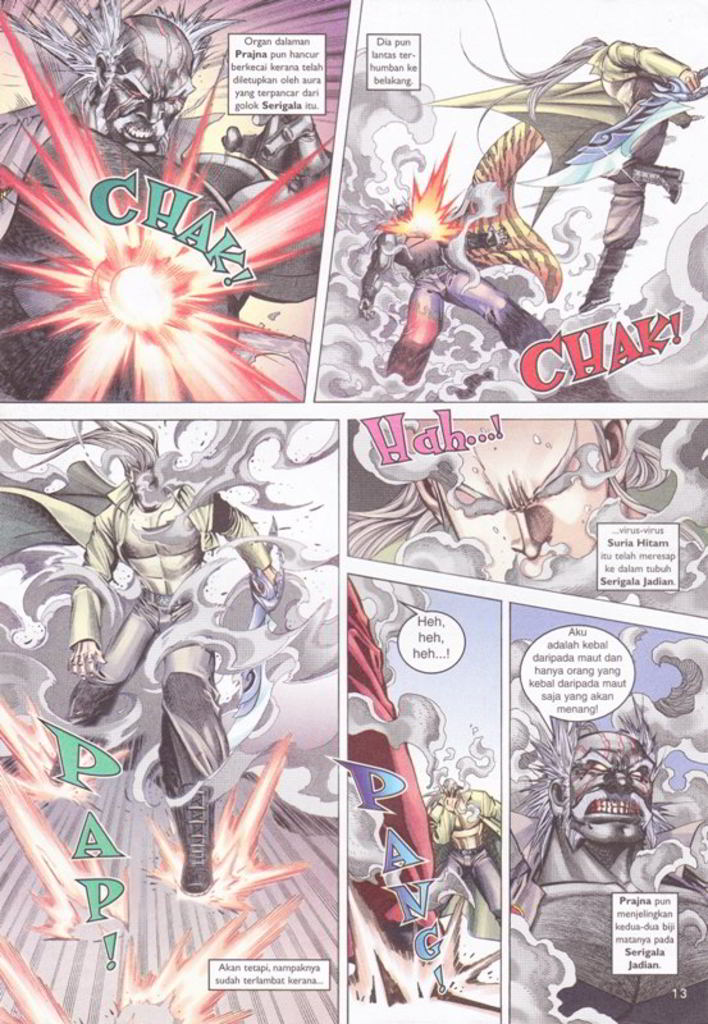 Organ dalaman
Prajna pun hancur
berkecai kerana telah
diletupkan oleh aura
yang terpancar dari
golok Serigala itu.
CHAK!
Dia pun
lantas ter-
humban ke
belakang.
CHAK!
PAP!
Akan tetapi, nampaknya
sudah terlambat kerana...
Hah...!
...virus-virus
Suria Hitam
itu telah meresap
ke dalam tubuh
Serigala Jadian.
Heh,
heh,
heh...!
PANG!
Aku
adalah kebal
daripada maut dan
hanya orang yang
kebal daripada maut
saja yang akan
menang!
Prajna pun
menjelingkan
kedua-dua biji
matanya pada
Serigala
Jadian.
13